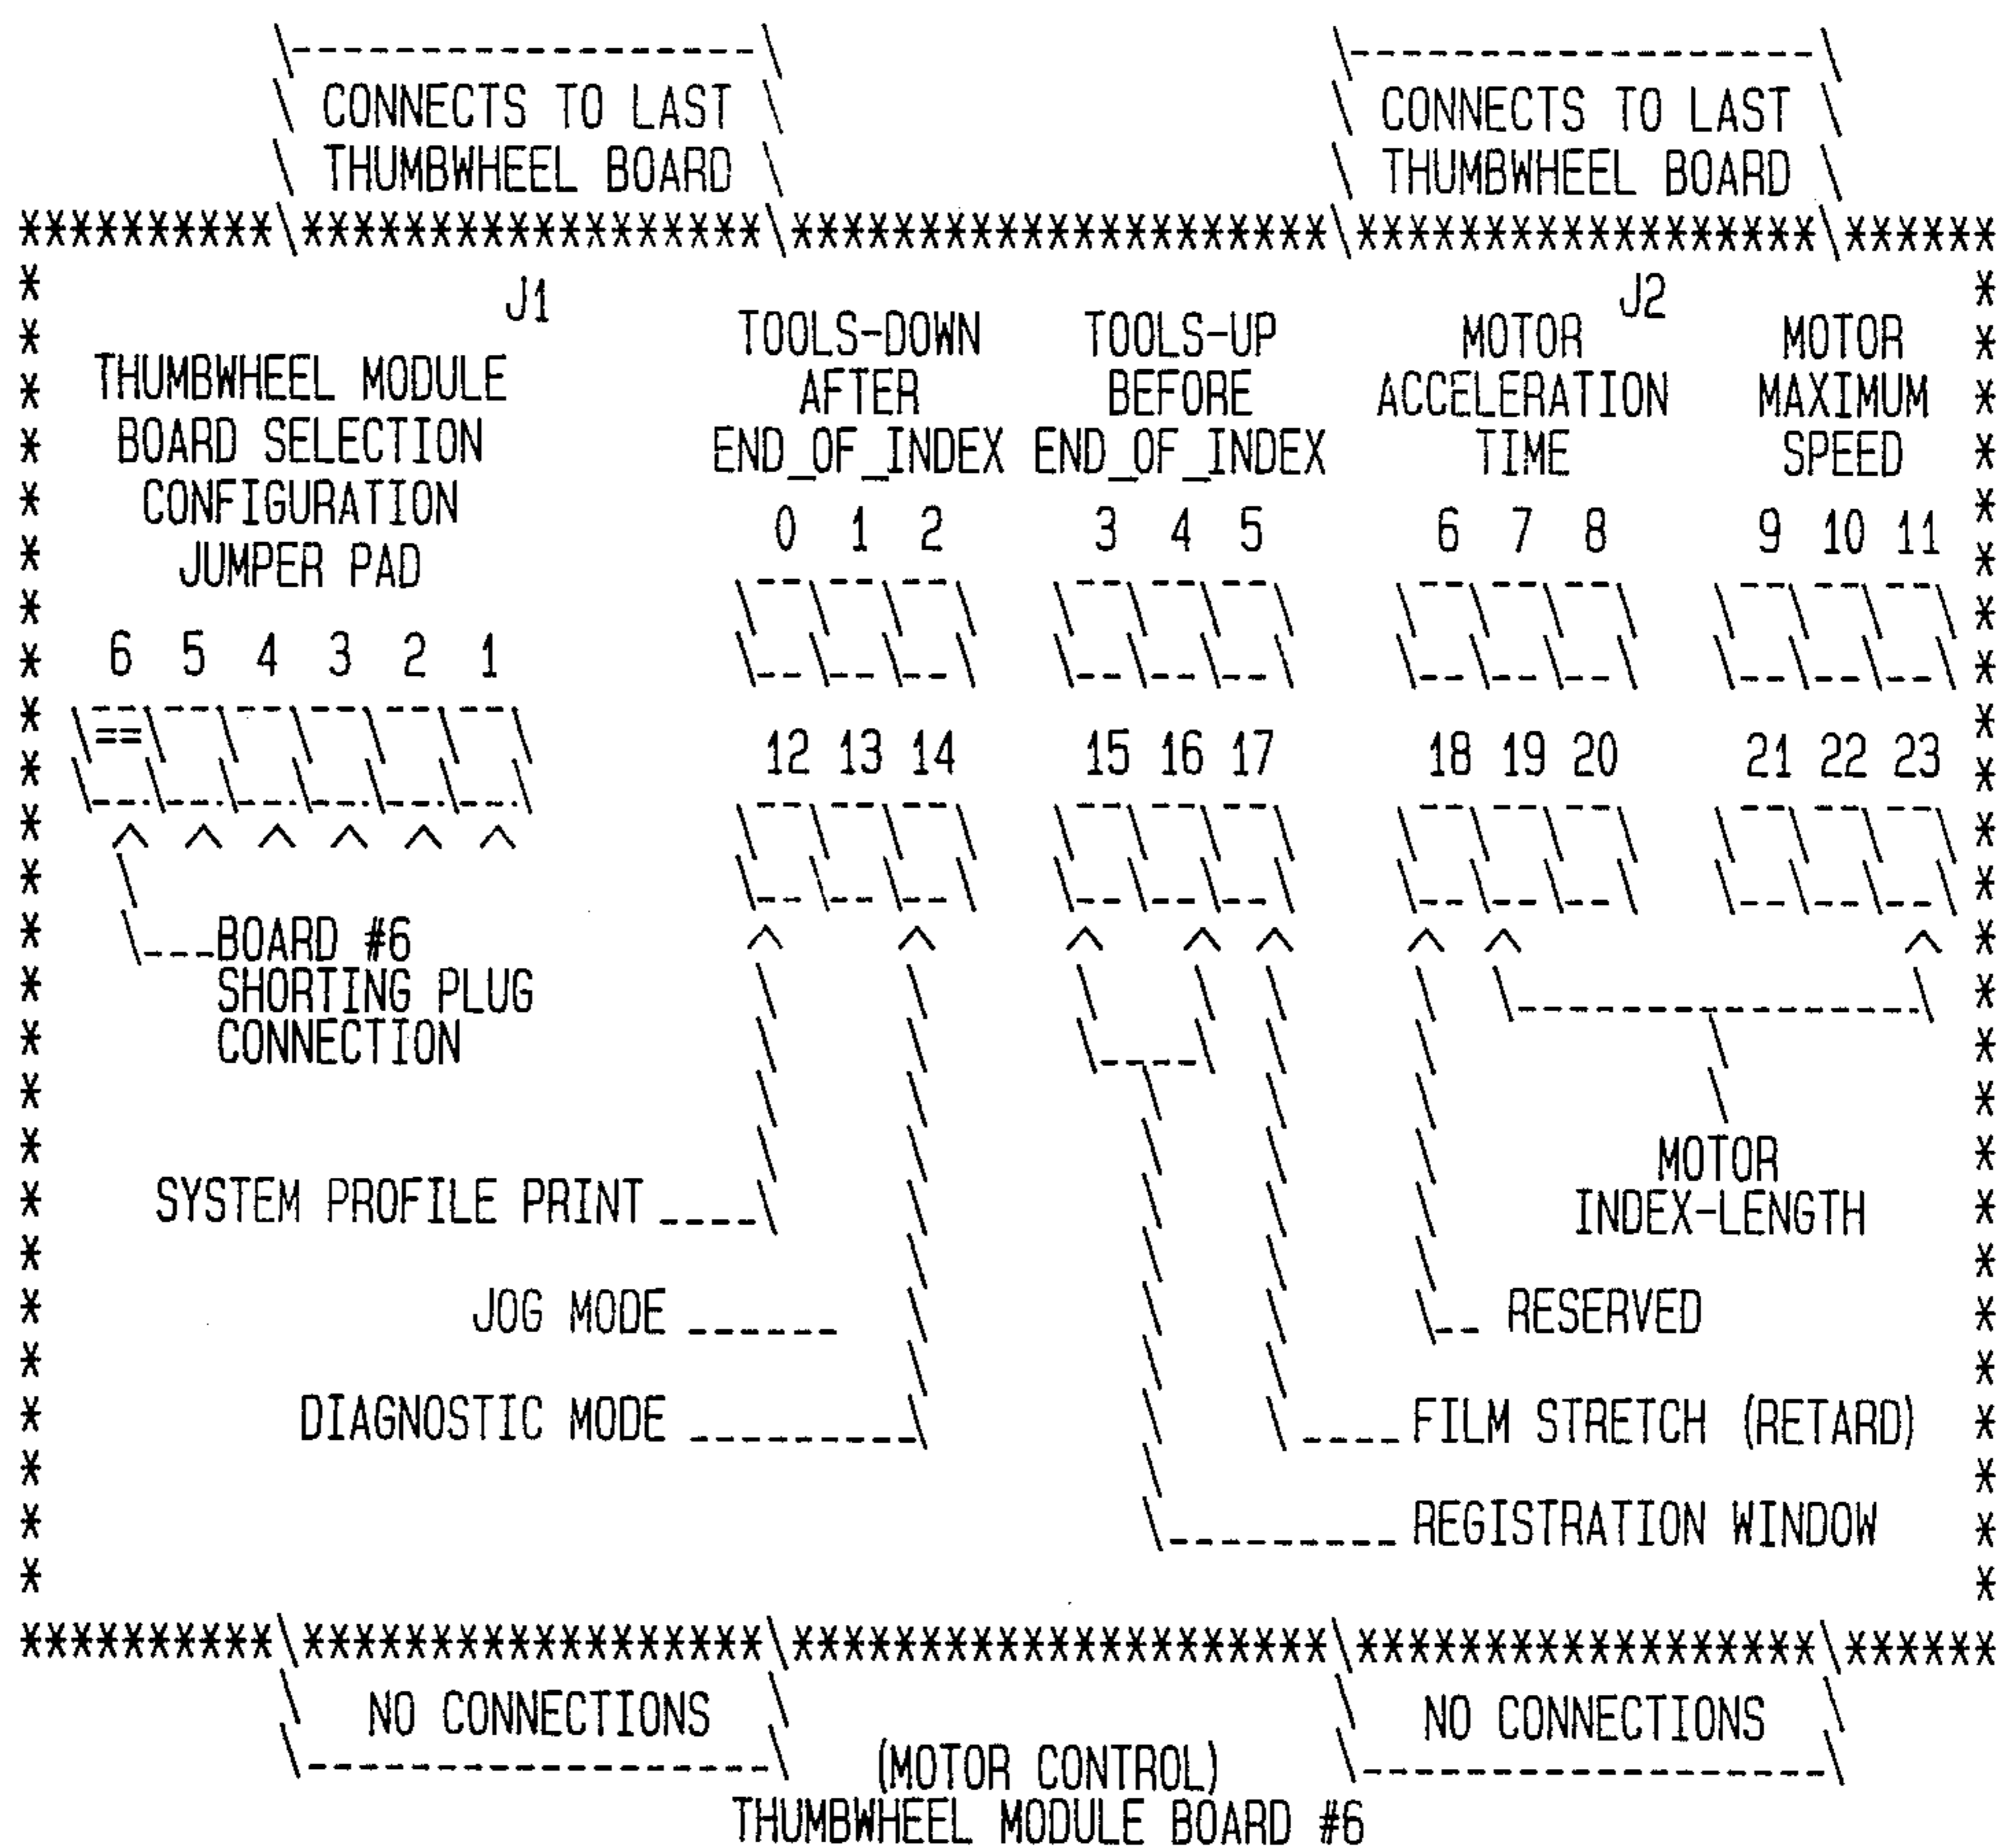 CONNECTS TO LAST CONNECTS TO LAST
THUMBWHEEL BOARD THUMBWHEEL BOARD
J1 J2
THUMBWHEEL MODULE
BOARD SELECTION
CONFIGURATION
JUMPER PAD
TOOLS-DOWN
AFTER
END_OF_INDEX
TOOLS-UP
BEFORE
END_OF_INDEX
MOTOR
ACCELERATION
TIME
MOTOR
MAXIMUM
SPEED
0 1 2 3 4 5 6 7 8 9 10 11
6 5 4 3 2 1
12 13 14 15 16 17 18 19 20 21 22 23
BOARD #6
SHORTING PLUG
CONNECTION
MOTOR
INDEX-LENGTH
SYSTEM PROFILE PRINT
JOG MODE
RESERVED
DIAGNOSTIC MODE
FILM STRETCH (RETARD)
REGISTRATION WINDOW
NO CONNECTIONS NO CONNECTIONS
(MOTOR CONTROL)
THUMBWHEEL MODULE BOARD #6